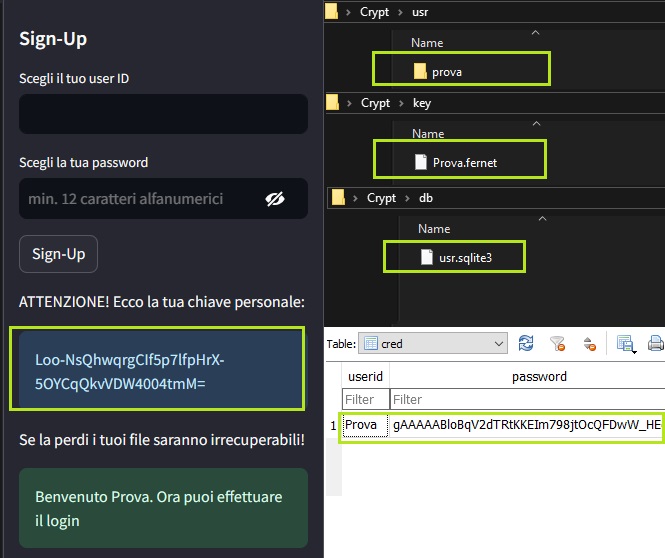 Sign-Up
Scegli il tuo user ID
Scegli la tua password
min. 12 caratteri alfanumerici
Sign-Up
ATTENZIONE! Ecco la tua chiave personale:
Loo-NsQhwqrgCIf5p7lfpHrX-
5OYCqQkvVDW4004tmM=
Se la perdi i tuoi file saranno irrecuperabili!
Benvenuto Prova. Ora puoi effettuare
il login
Crypt > usr
Name
prova
Crypt > key
Name
Prova.fernet
Crypt > db
Name
usr.sqlite3
Table: cred
userid password
Filter Filter
1 Prova gAAAAABloBqV2dTRtKKEIm798jtOcQFDwW_HE